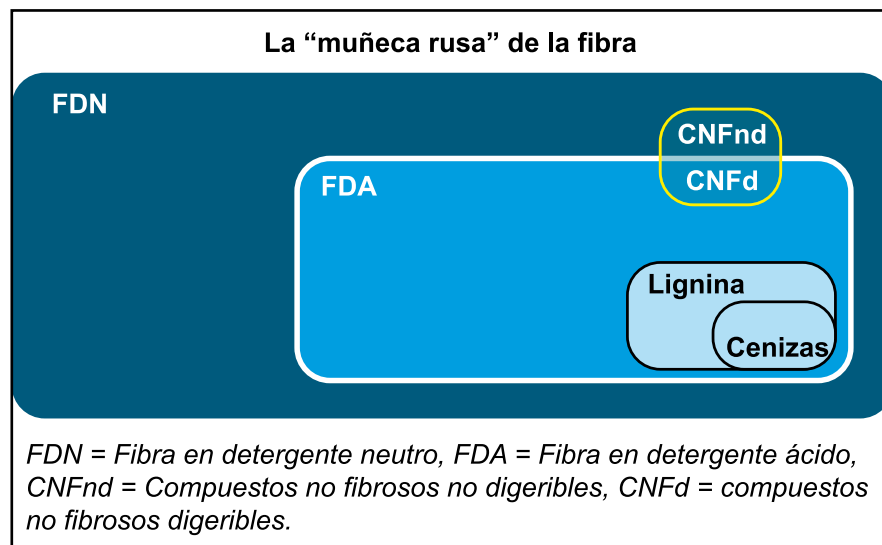 La “muñeca rusa” de la fibra
FDN
CNFnd
CNFd
FDA
Lignina
Cenizas
FDN = Fibra en detergente neutro, FDA = Fibra en detergente ácido,
CNFnd = Compuestos no fibrosos no digeribles, CNFd = compuestos
no fibrosos digeribles.